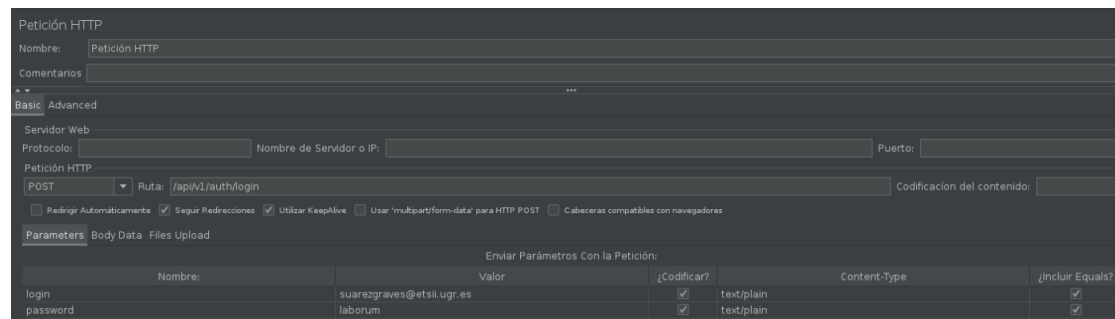 Petición HTTP
Nombre: Petición HTTP
Comentarios
Basic Advanced
Servidor Web
Protocolo: Nombre de Servidor o IP: Puerto:
Petición HTTP
POST Ruta: /api/v1/auth/login Codificacíon del contenido:
Redirigir Automáticamente Seguir Redirecciones Utilizar KeepAlive Usar 'multipart/form-data' para HTTP POST Cabeceras compatibles con navegadores
Parameters Body Data Files Upload
Enviar Parámetros Con la Petición:
Nombre: Valor ¿Codificar? Content-Type ¿Incluir Equals?
login suarezgraves@etsii.ugr.es text/plain
password laborum text/plain